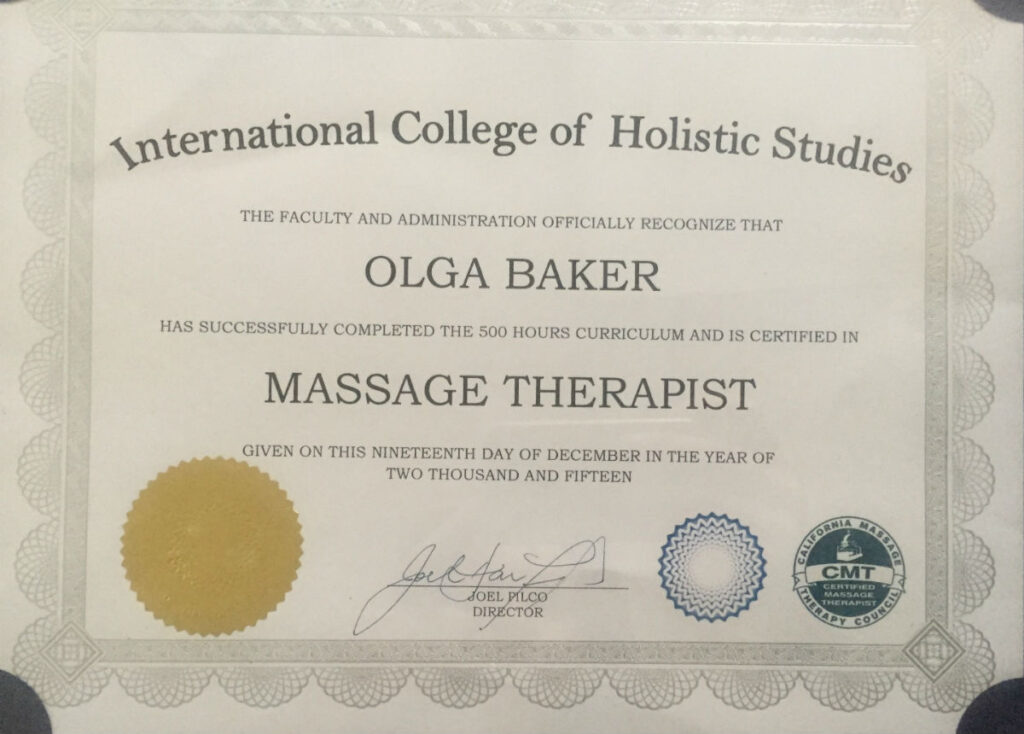 International College of Holistic Studies
THE FACULTY AND ADMINISTRATION OFFICIALLY RECOGNIZE THAT
OLGA BAKER
HAS SUCCESSFULLY COMPLETED THE 500 HOURS CURRICULUM AND IS CERTIFIED IN
MASSAGE THERAPIST
GIVEN ON THIS NINETEENTH DAY OF DECEMBER IN THE YEAR OF
TWO THOUSAND AND FIFTEEN
JOEL PILCO
DIRECTOR
CALIFORNIA MASSAGE
CMT
CERTIFIED
MASSAGE
THERAPIST
THERAPY COUNCIL